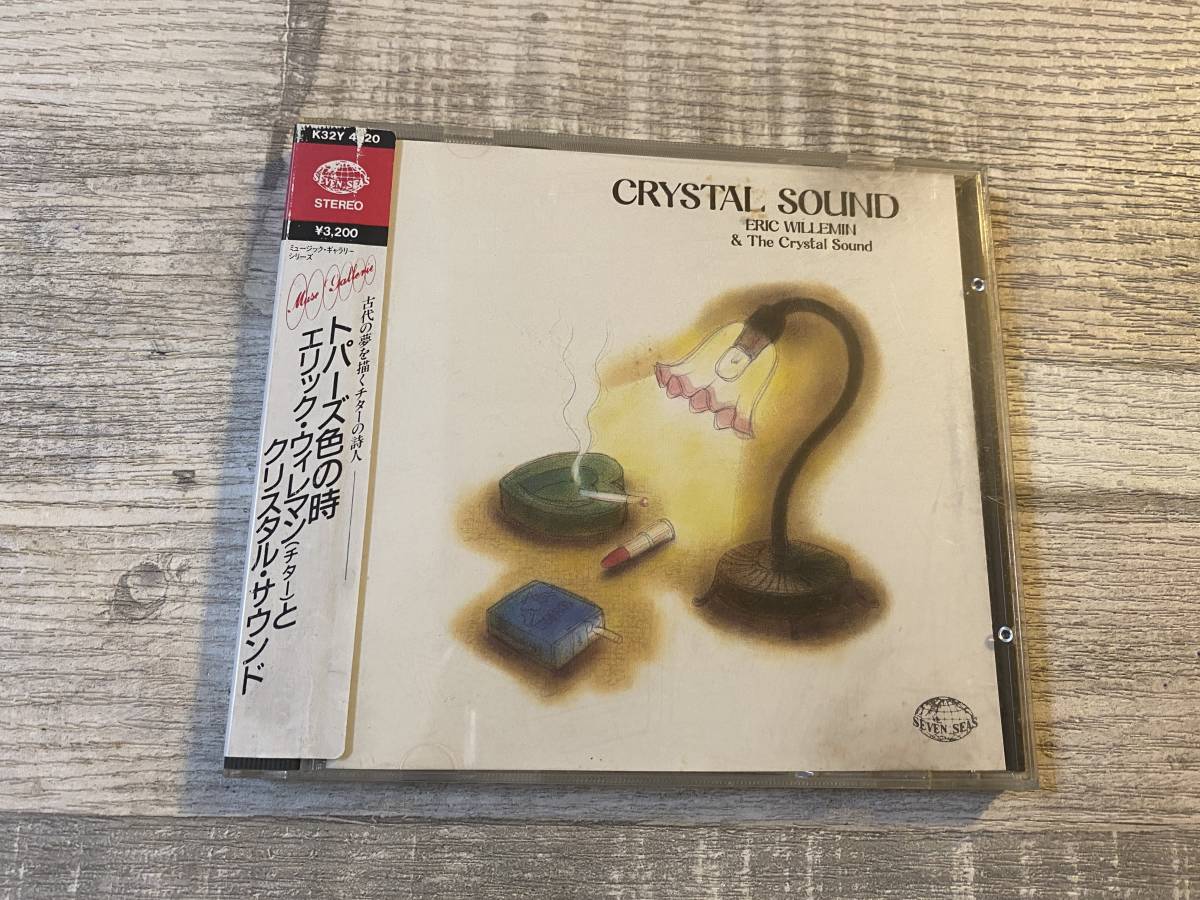 K32Y 4020
SEVEN SEAS
STEREO
¥3,200
ミュージック・ギャラリー
シリーズ
古代の夢を描くチターの詩人
トパーズ色の時
エリック・ウィレマン(チター)と
クリスタル・サウンド
CRYSTAL SOUND
ERIC WILLEMIN
& The Crystal Sound
SEVEN SEAS